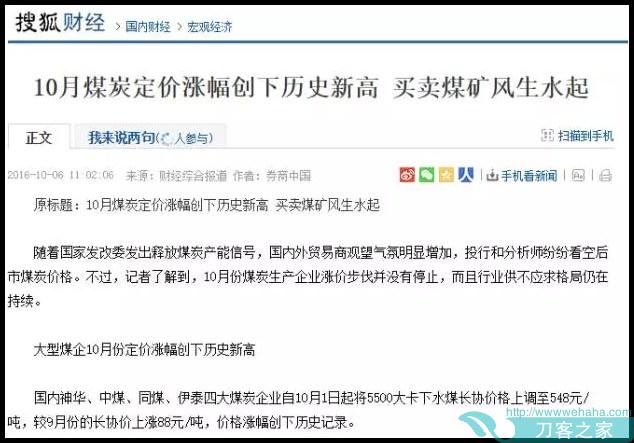 搜狐财经 > 国内财经 > 宏观经济
10月煤炭定价涨幅创下历史新高 买卖煤矿风生水起
正文 我来说两句(人参与) 扫描到手机
2016-10-06 11:02:06 来源：财经综合报道 作者：券商中国 手机看新闻
原标题：10月煤炭定价涨幅创下历史新高 买卖煤矿风生水起
随着国家发改委发出释放煤炭产能信号，国内外贸易商观望气氛明显增加，投行和分析师纷纷看空后
市煤炭价格。不过，记者了解到，10月份煤炭生产企业涨价步伐并没有停止，而且行业供不应求格局仍在
持续。
大型煤企10月份定价涨幅创下历史新高
国内神华、中煤、同煤、伊泰四大煤炭企业自10月1日起将5500大卡下水煤长协价格上调至548元/
吨，较9月份的长协价上涨88元/吨，价格涨幅创下历史记录。
http://www.wehaha.com
刀客之家